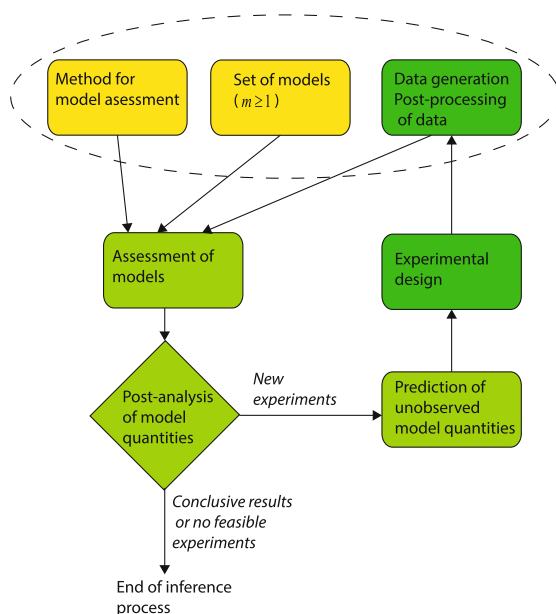 Method for
model asessment
Set of models
(m≥1)
Data generation
Post-processing
of data
Assessment of
models
Experimental
design
Post-analysis
of model
quantities
New
experiments
Prediction of
unobserved
model quantities
Conclusive results
or no feasible
experiments
End of inference
process